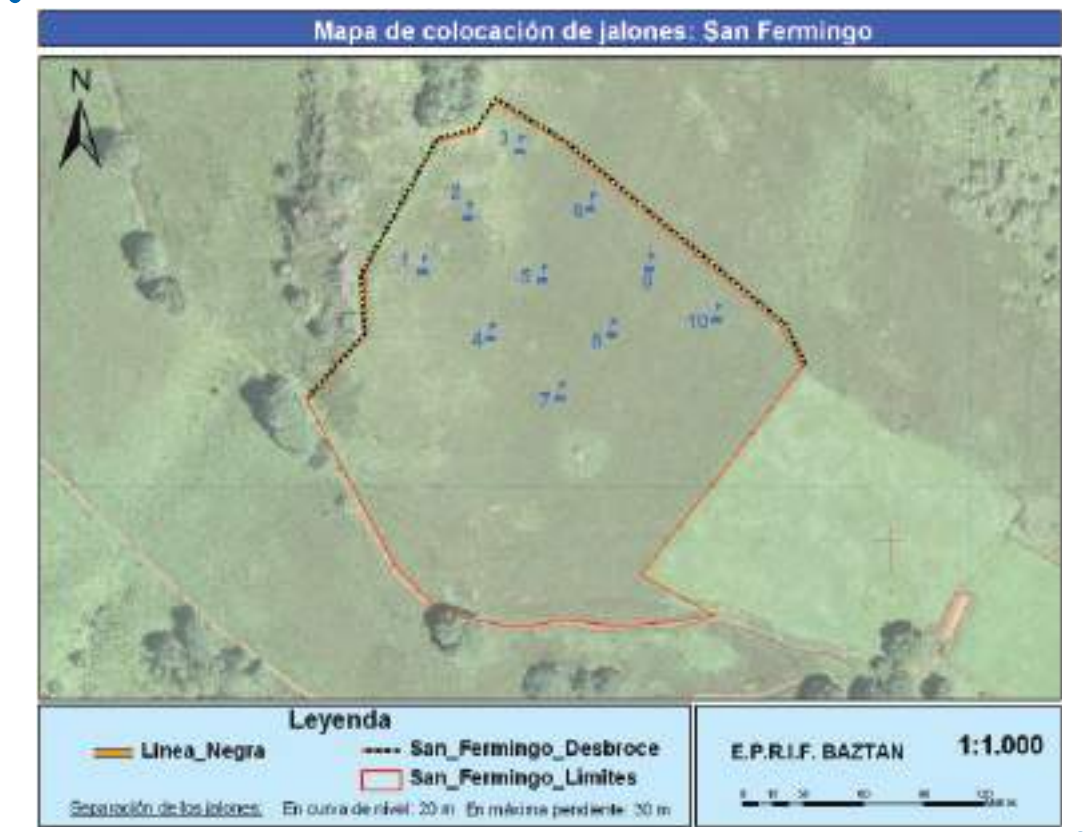 Mapa de colocación de jalones: San Fermingo
N
3
2
6
1
5
9
10
4
8
7
Leyenda
Linea_Negra
San_Fermingo_Desbroce
San_Fermingo_Limites
Separación de los jalones: En curva de nivel: 20 m En máxima pendiente: 30 m
E.P.R.I.F. BAZTAN 1:1.000